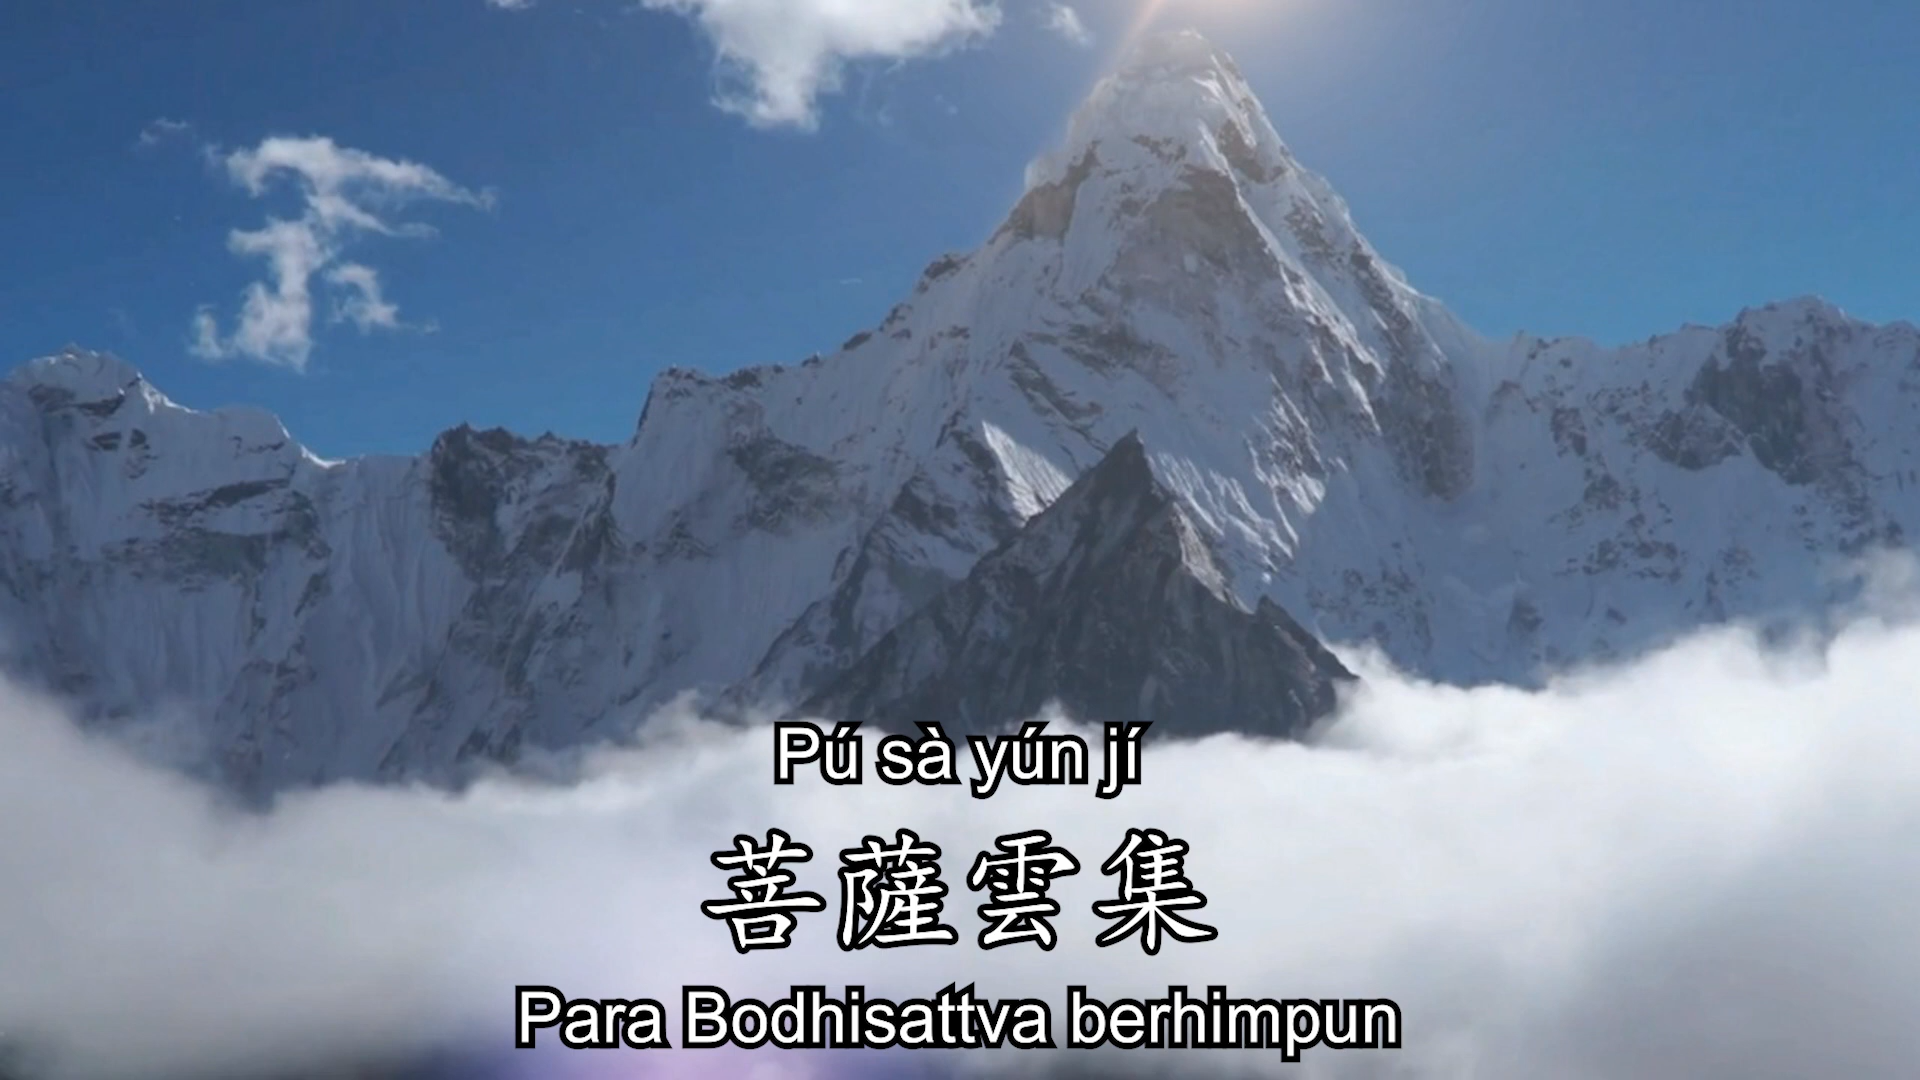 Pú sà yún jí
菩薩雲集
Para Bodhisattva berhimpun